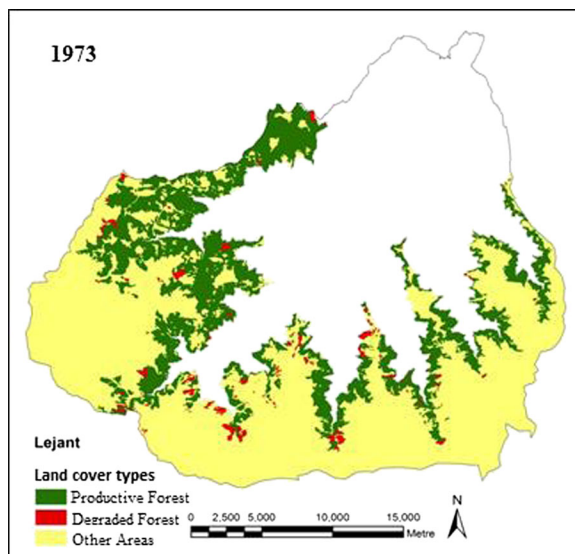 1973
Lejant
Land cover types
Productive Forest
Degraded Forest
Other Areas
N
0 2,500 5,000 10,000 15,000
Metre